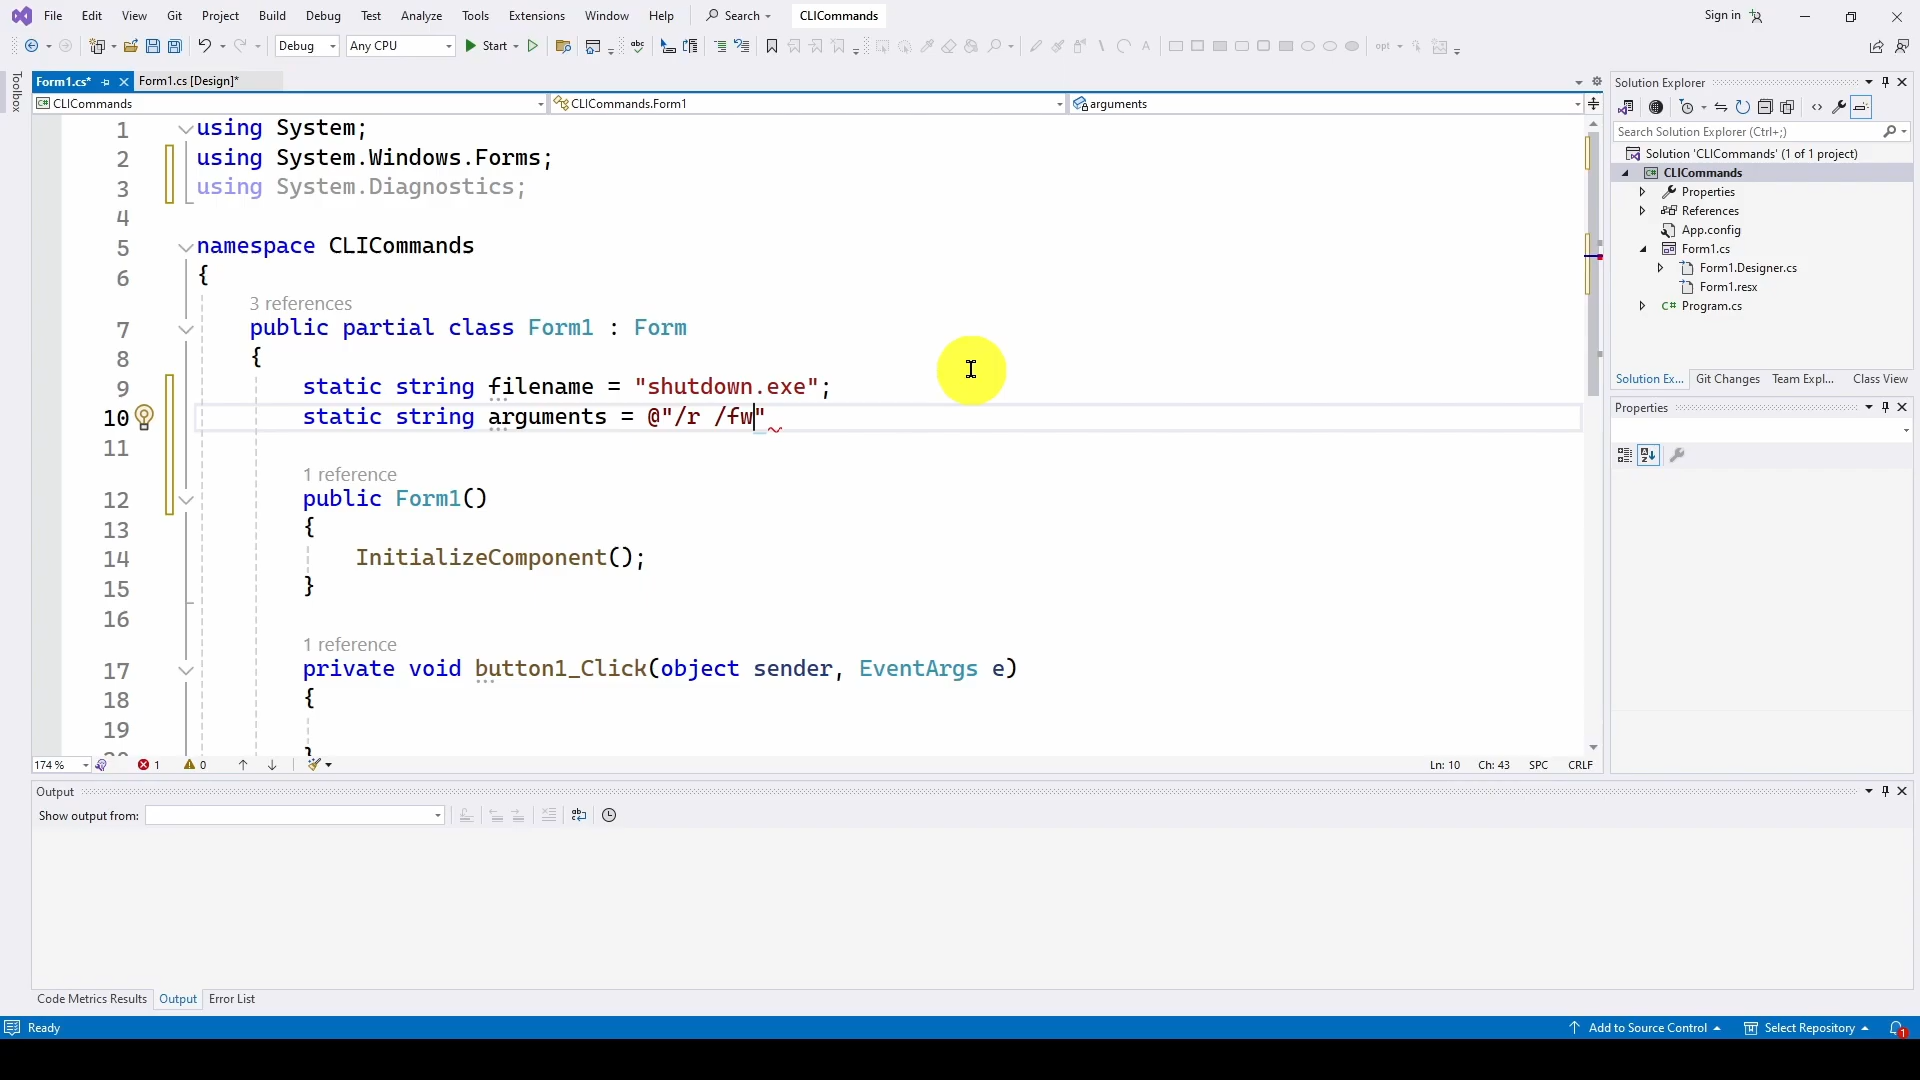 File Edit View Git Project Build Debug Test Analyze Tools Extensions Window Help Search CLICommands Sign in
Debug Any CPU Start opt
Toolbox
Form1.cs* Form1.cs [Design]*
CLICommands CLICommands.Form1 arguments
1 using System;
2 using System.Windows.Forms;
3 using System.Diagnostics;
4
5 namespace CLICommands
6 {
3 references
7 public partial class Form1 : Form
8 {
9 static string filename = "shutdown.exe";
10 static string arguments = @"/r /fw"
11
1 reference
12 public Form1()
13 {
14 InitializeComponent();
15 }
16
1 reference
17 private void button1_Click(object sender, EventArgs e)
18 {
19
20 }
174 % 1 0 Ln: 10 Ch: 43 SPC CRLF
Solution Explorer
Search Solution Explorer (Ctrl+;)
Solution 'CLICommands' (1 of 1 project)
C# CLICommands
Properties
References
App.config
Form1.cs
Form1.Designer.cs
Form1.resx
C# Program.cs
Solution Ex... Git Changes Team Expl... Class View
Properties
Output
Show output from:
Code Metrics Results Output Error List
Ready Add to Source Control Select Repository 1